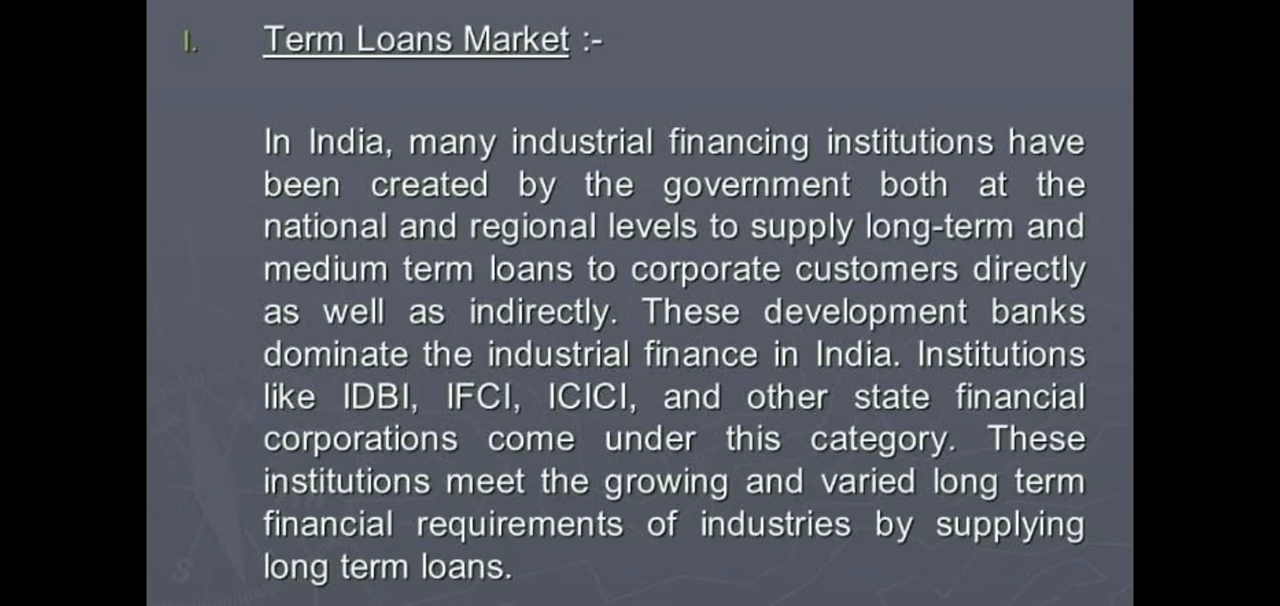 I. Term Loans Market :-
In India, many industrial financing institutions have
been created by the government both at the
national and regional levels to supply long-term and
medium term loans to corporate customers directly
as well as indirectly. These development banks
dominate the industrial finance in India. Institutions
like IDBI, IFCI, ICICI, and other state financial
corporations come under this category. These
institutions meet the growing and varied long term
financial requirements of industries by supplying
long term loans.